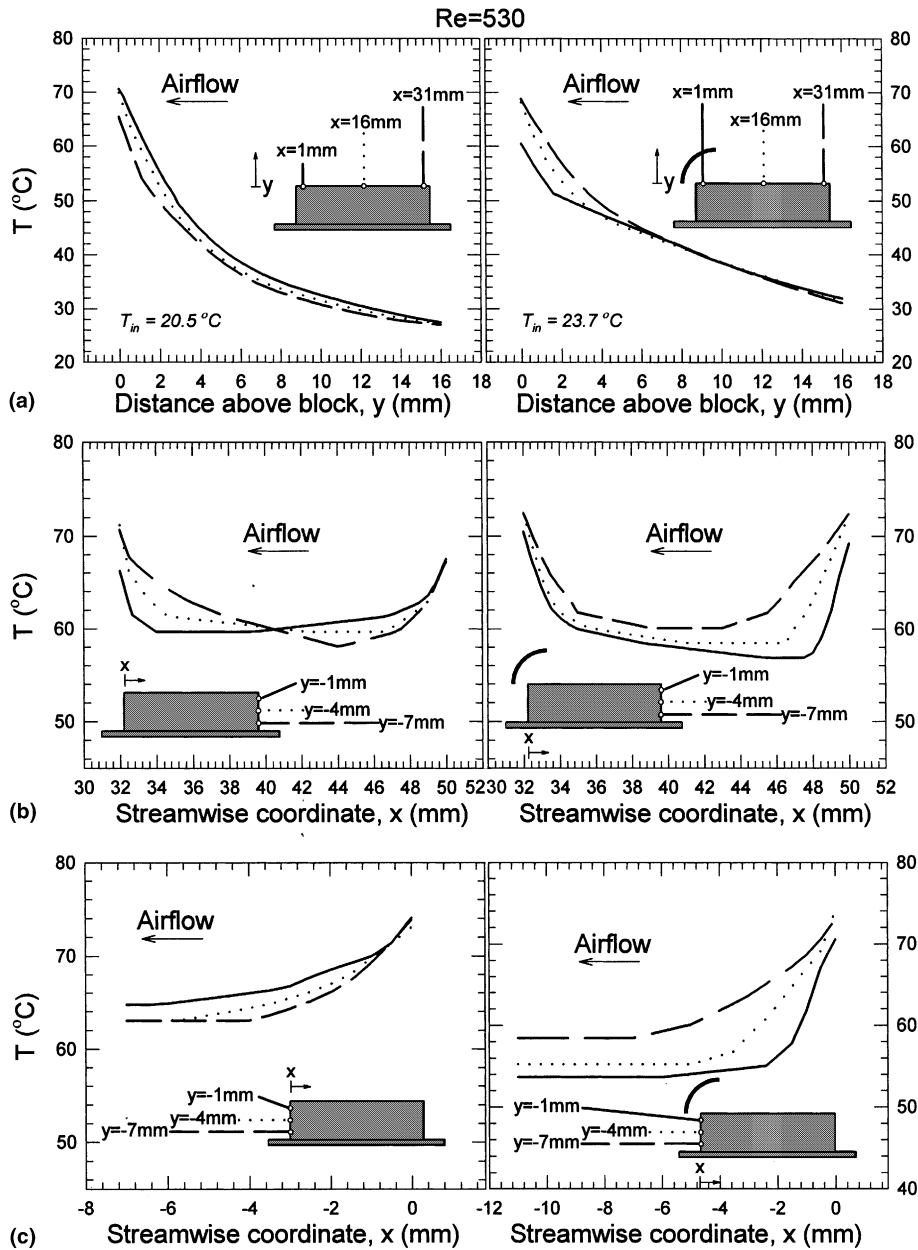 Re=530
80
70
60
50
40
30
20
T (°C)
Airflow
x=31mm
x=16mm
x=1mm
y
T_in = 20.5 °C
0 2 4 6 8 10 12 14 16 18
Distance above block, y (mm)
Airflow
x=1mm
x=31mm
x=16mm
y
T_in = 23.7 °C
0 2 4 6 8 10 12 14 16 18
Distance above block, y (mm)
80
70
60
50
40
30
20
(a)
80
70
60
50
T (°C)
Airflow
x
y=-1mm
y=-4mm
y=-7mm
30 32 34 36 38 40 42 44 46 48 50 52
Streamwise coordinate, x (mm)
Airflow
y=-1mm
y=-4mm
y=-7mm
x
30 32 34 36 38 40 42 44 46 48 50 52
Streamwise coordinate, x (mm)
80
70
60
50
(b)
80
70
60
50
T (°C)
Airflow
x
y=-1mm
y=-4mm
y=-7mm
-8 -6 -4 -2 0
Streamwise coordinate, x (mm)
Airflow
y=-1mm
y=-4mm
y=-7mm
x
-12 -10 -8 -6 -4 -2 0
Streamwise coordinate, x (mm)
80
70
60
50
40
(c)